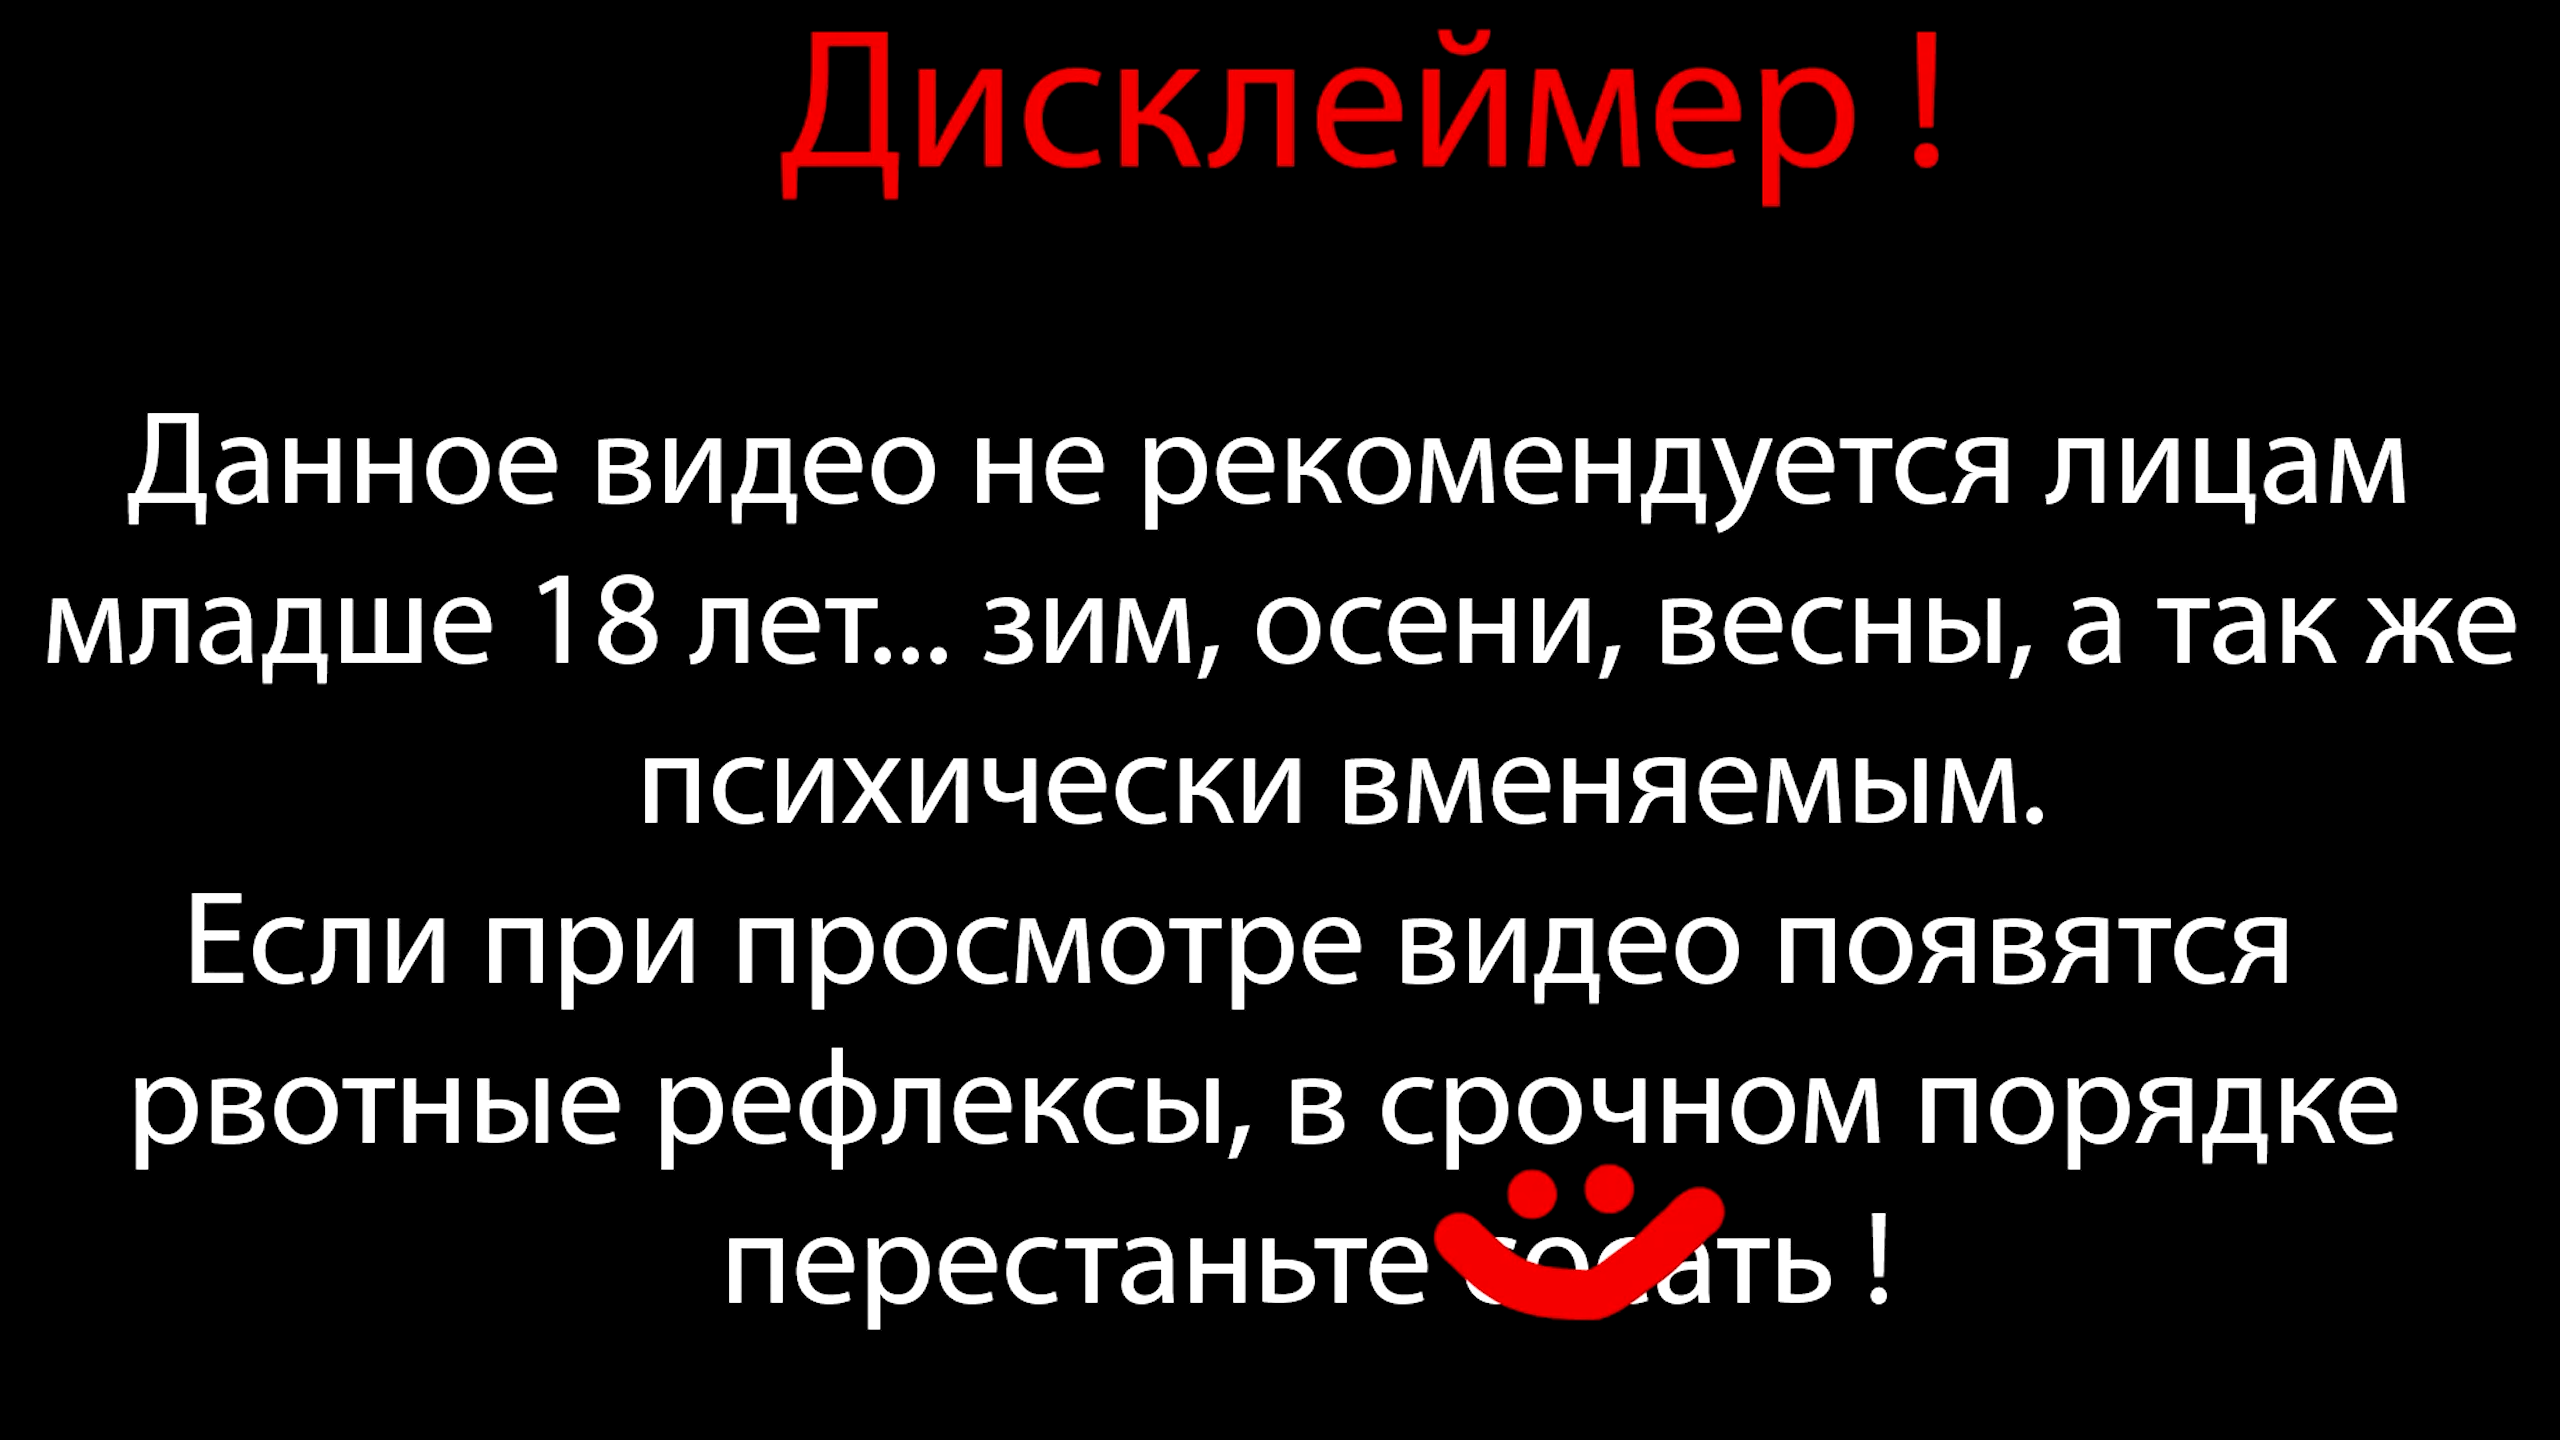 Дисклеймер !
Данное видео не рекомендуется лицам
младше 18 лет... зим, осени, весны, а так же
психически вменяемым.
Если при просмотре видео появятся
рвотные рефлексы, в срочном порядке
перестаньте сосать !